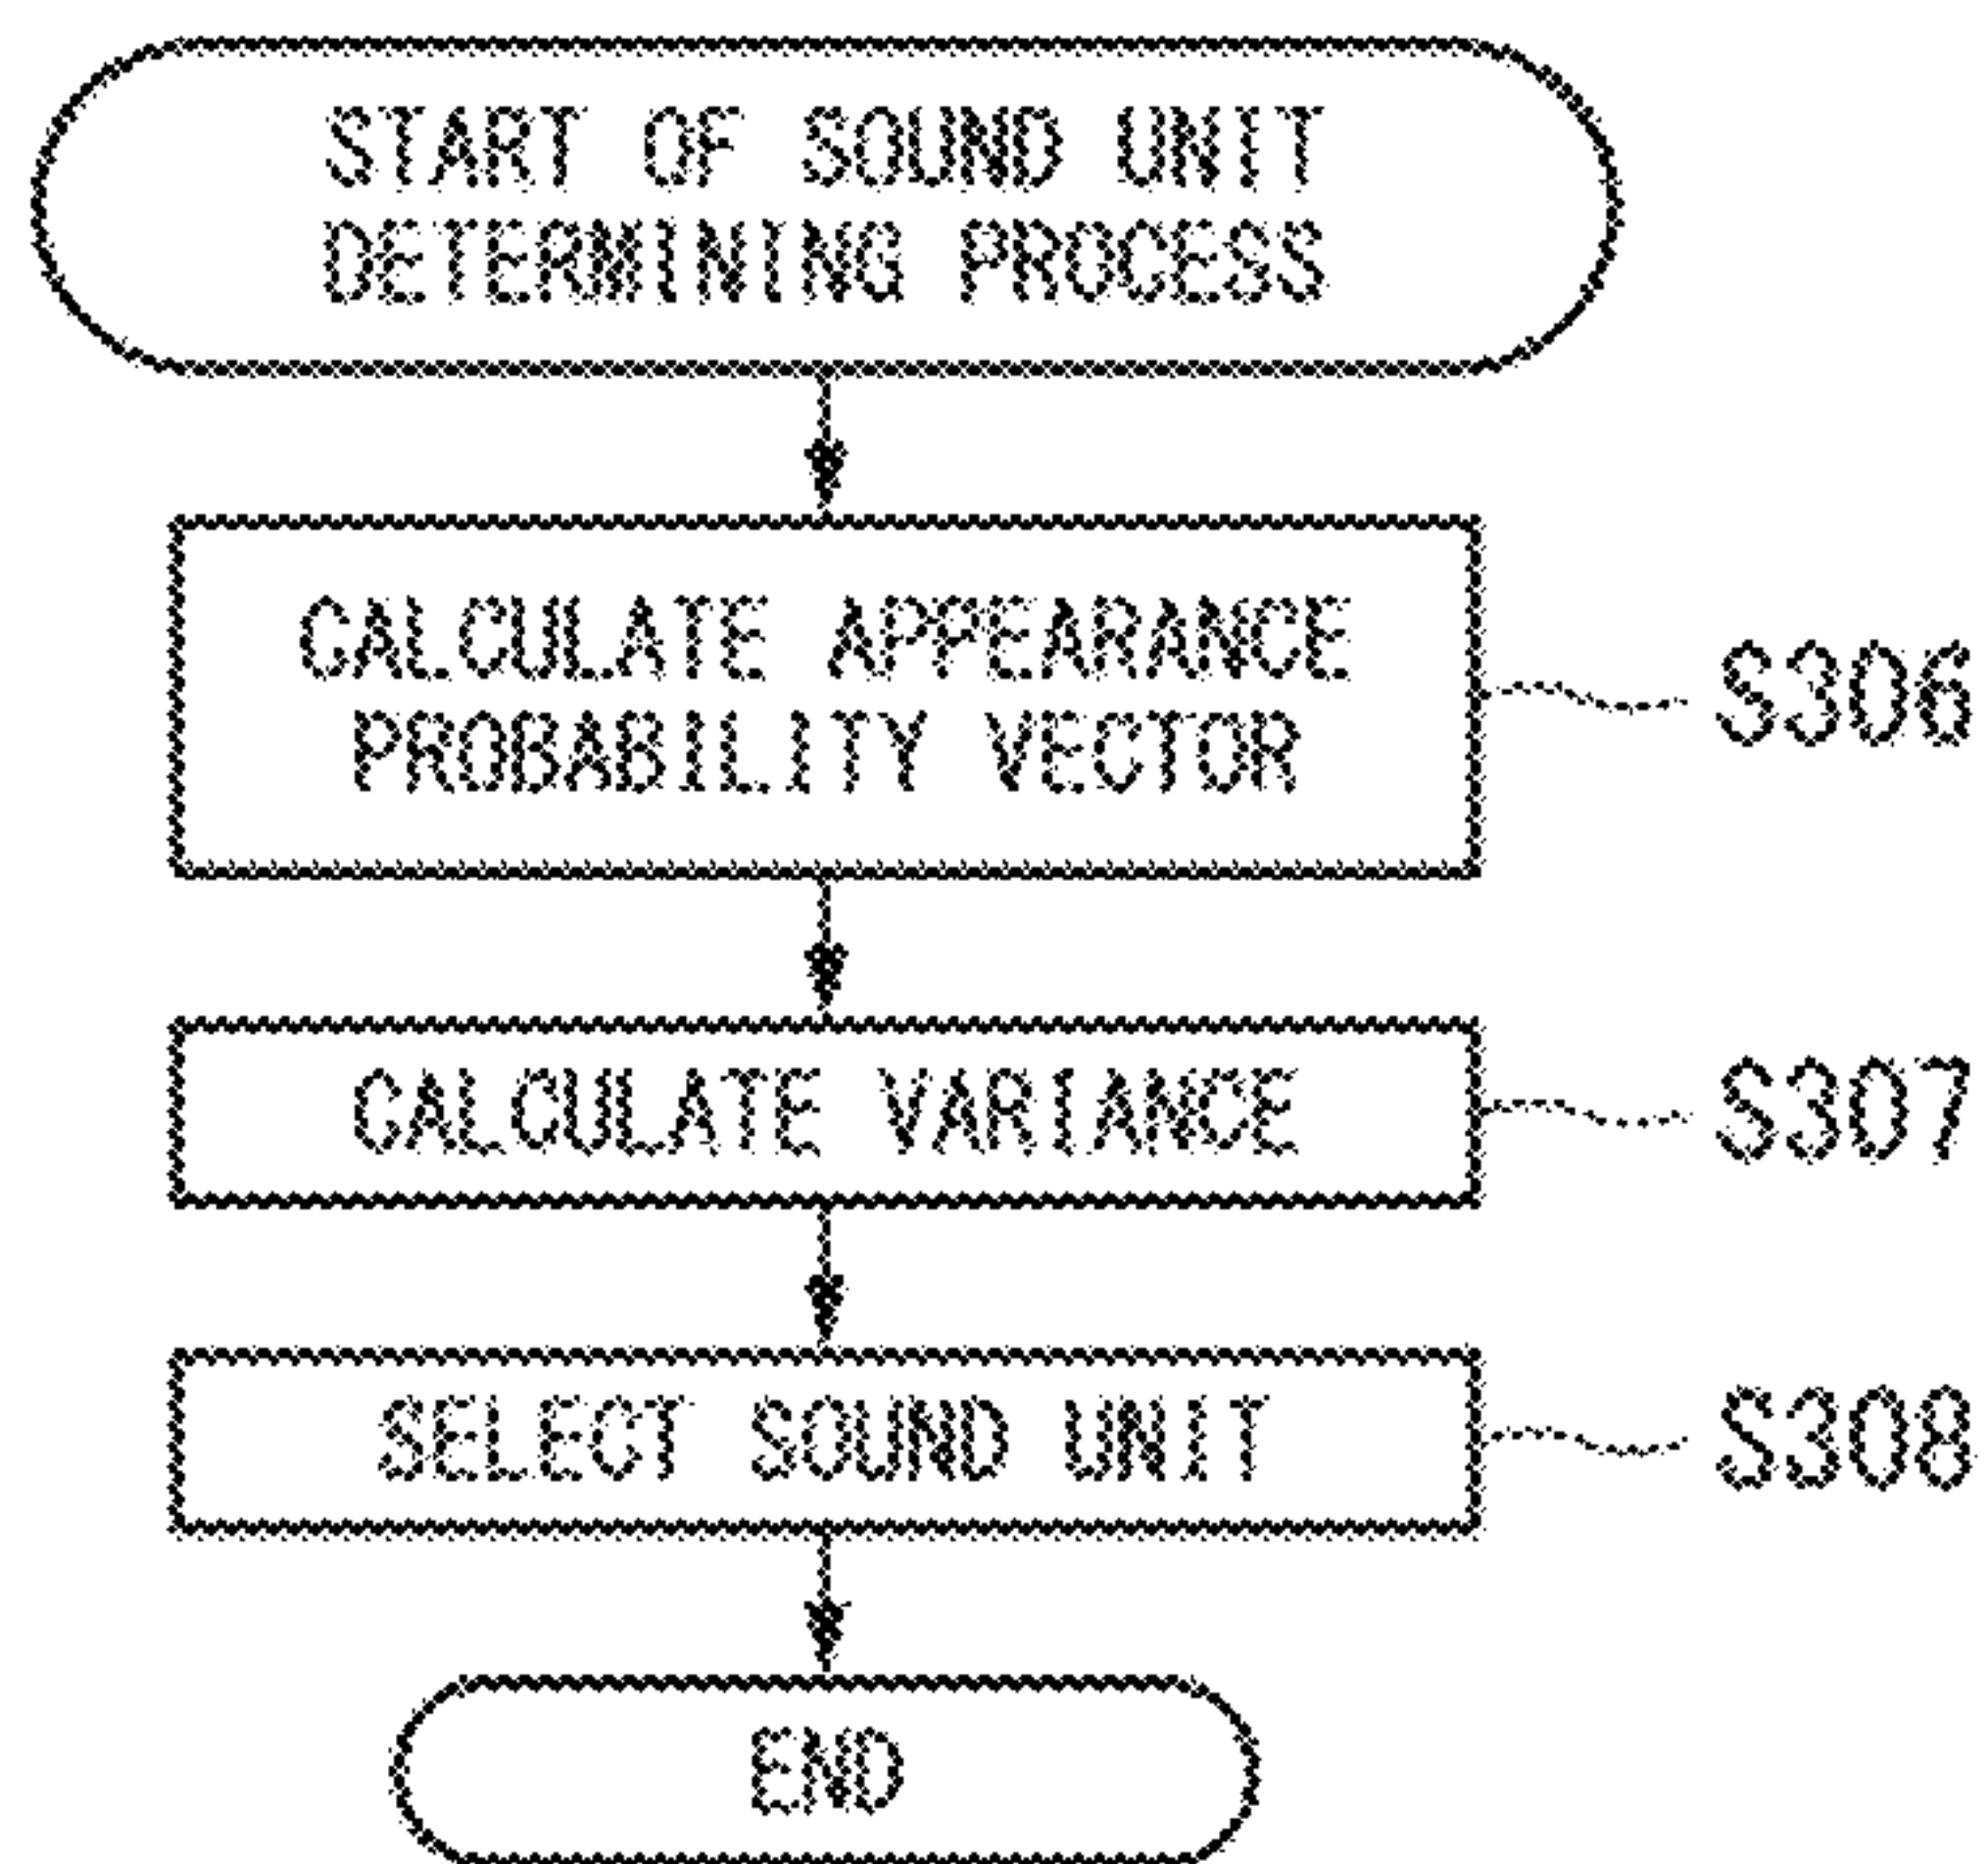 START OF SOUND UNIT
DETERMINING PROCESS
CALCULATE APPEARANCE
PROBABILITY VECTOR
S306
CALCULATE VARIANCE
S307
SELECT SOUND UNIT
S308
END